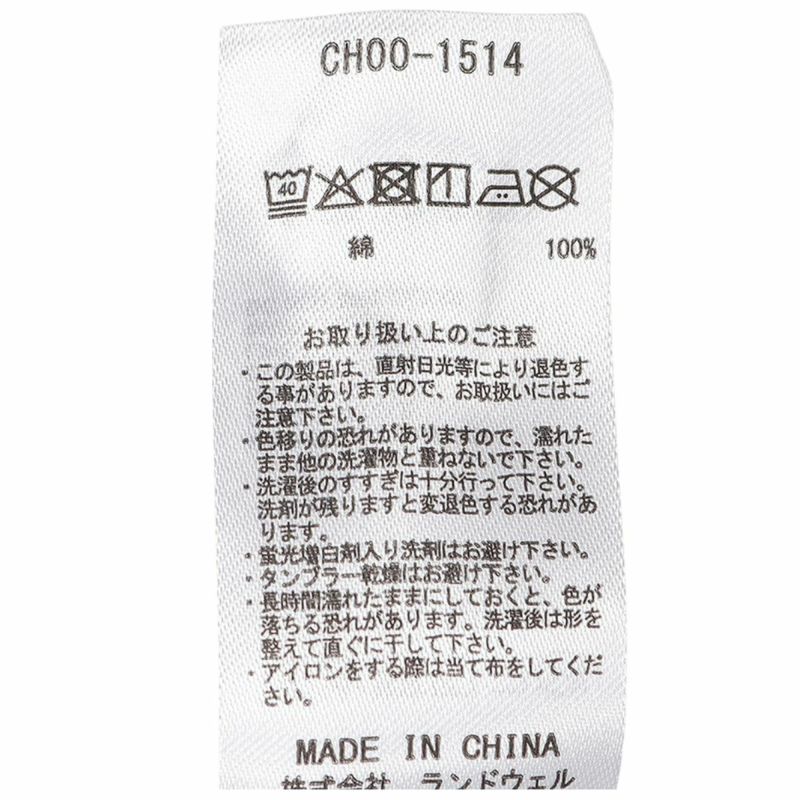 CH00-1514
40
綿 100%
お取り扱い上のご注意
・この製品は、直射日光等により退色す
る事がありますので、お取扱いにはご
注意下さい。
・色移りの恐れがありますので、濡れた
まま他の洗濯物と重ねないで下さい。
・洗濯後のすすぎは十分行って下さい。
洗剤が残りますと変退色する恐れがあ
ります。
・蛍光増白剤入り洗剤はお避け下さい。
・タンブラー乾燥はお避け下さい。
・長時間濡れたままにしておくと、色が
落ちる恐れがあります。洗濯後は形を
整えて直ぐに干して下さい。
・アイロンをする際は当て布をしてくだ
さい。
MADE IN CHINA
株式会社 ランドウェル